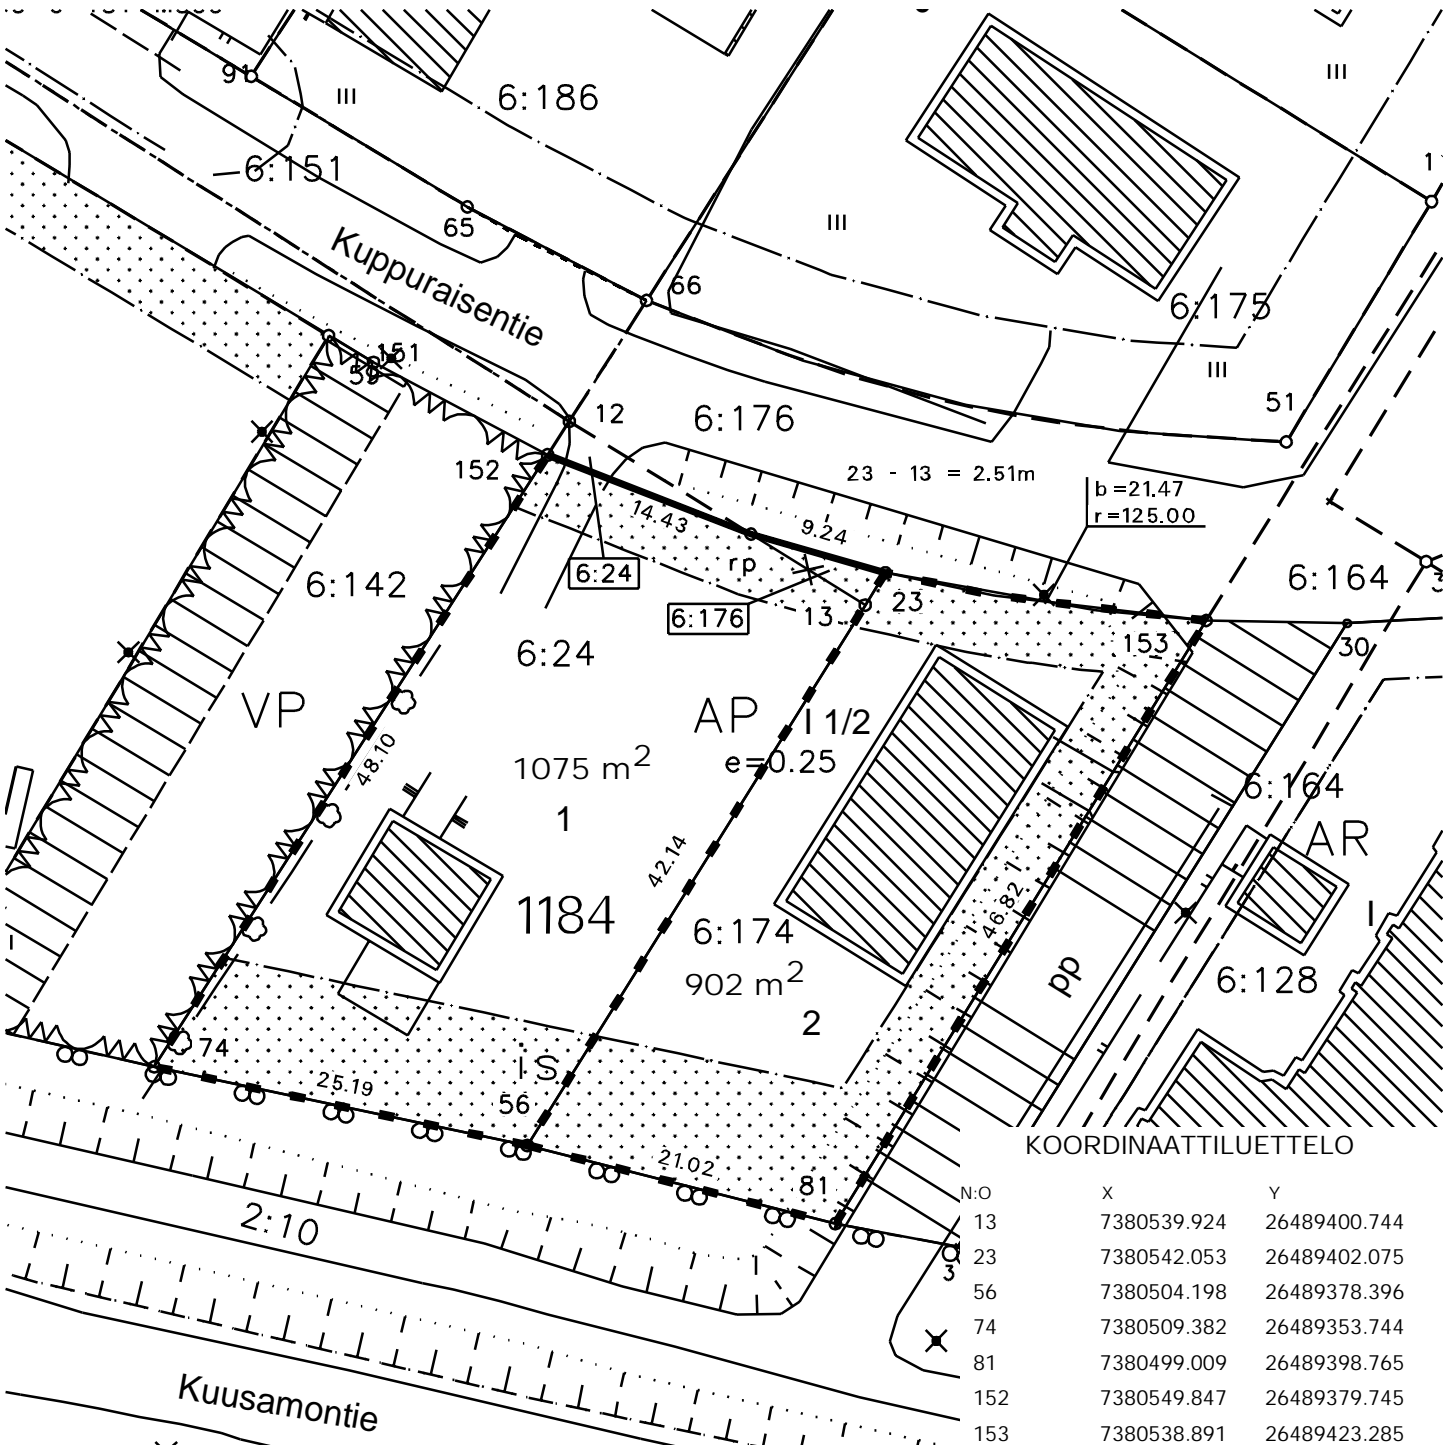 91
III
6:186
III
6:151
65
III
Kuppuraisentie
66
6:175
III
151
59
12
6:176
51
152
23 - 13 = 2.51m
b=21.47
r=125.00
14.43
9.24
rp
6:24
6:142
6:164
6:176
13
23
153
30
6:24
VP
AP
I 1/2
1075 m²
e=0.25
48.10
6:164
1
AR
42.14
1184
6:174
46.82
I
902 m²
pp
6:128
2
74
is
25.19
56
21.02
81
2:10
3
Kuusamontie
KOORDINAATTILUETTELO
N:O X Y
13 7380539.924 26489400.744
23 7380542.053 26489402.075
56 7380504.198 26489378.396
74 7380509.382 26489353.744
81 7380499.009 26489398.765
152 7380549.847 26489379.745
153 7380538.891 26489423.285